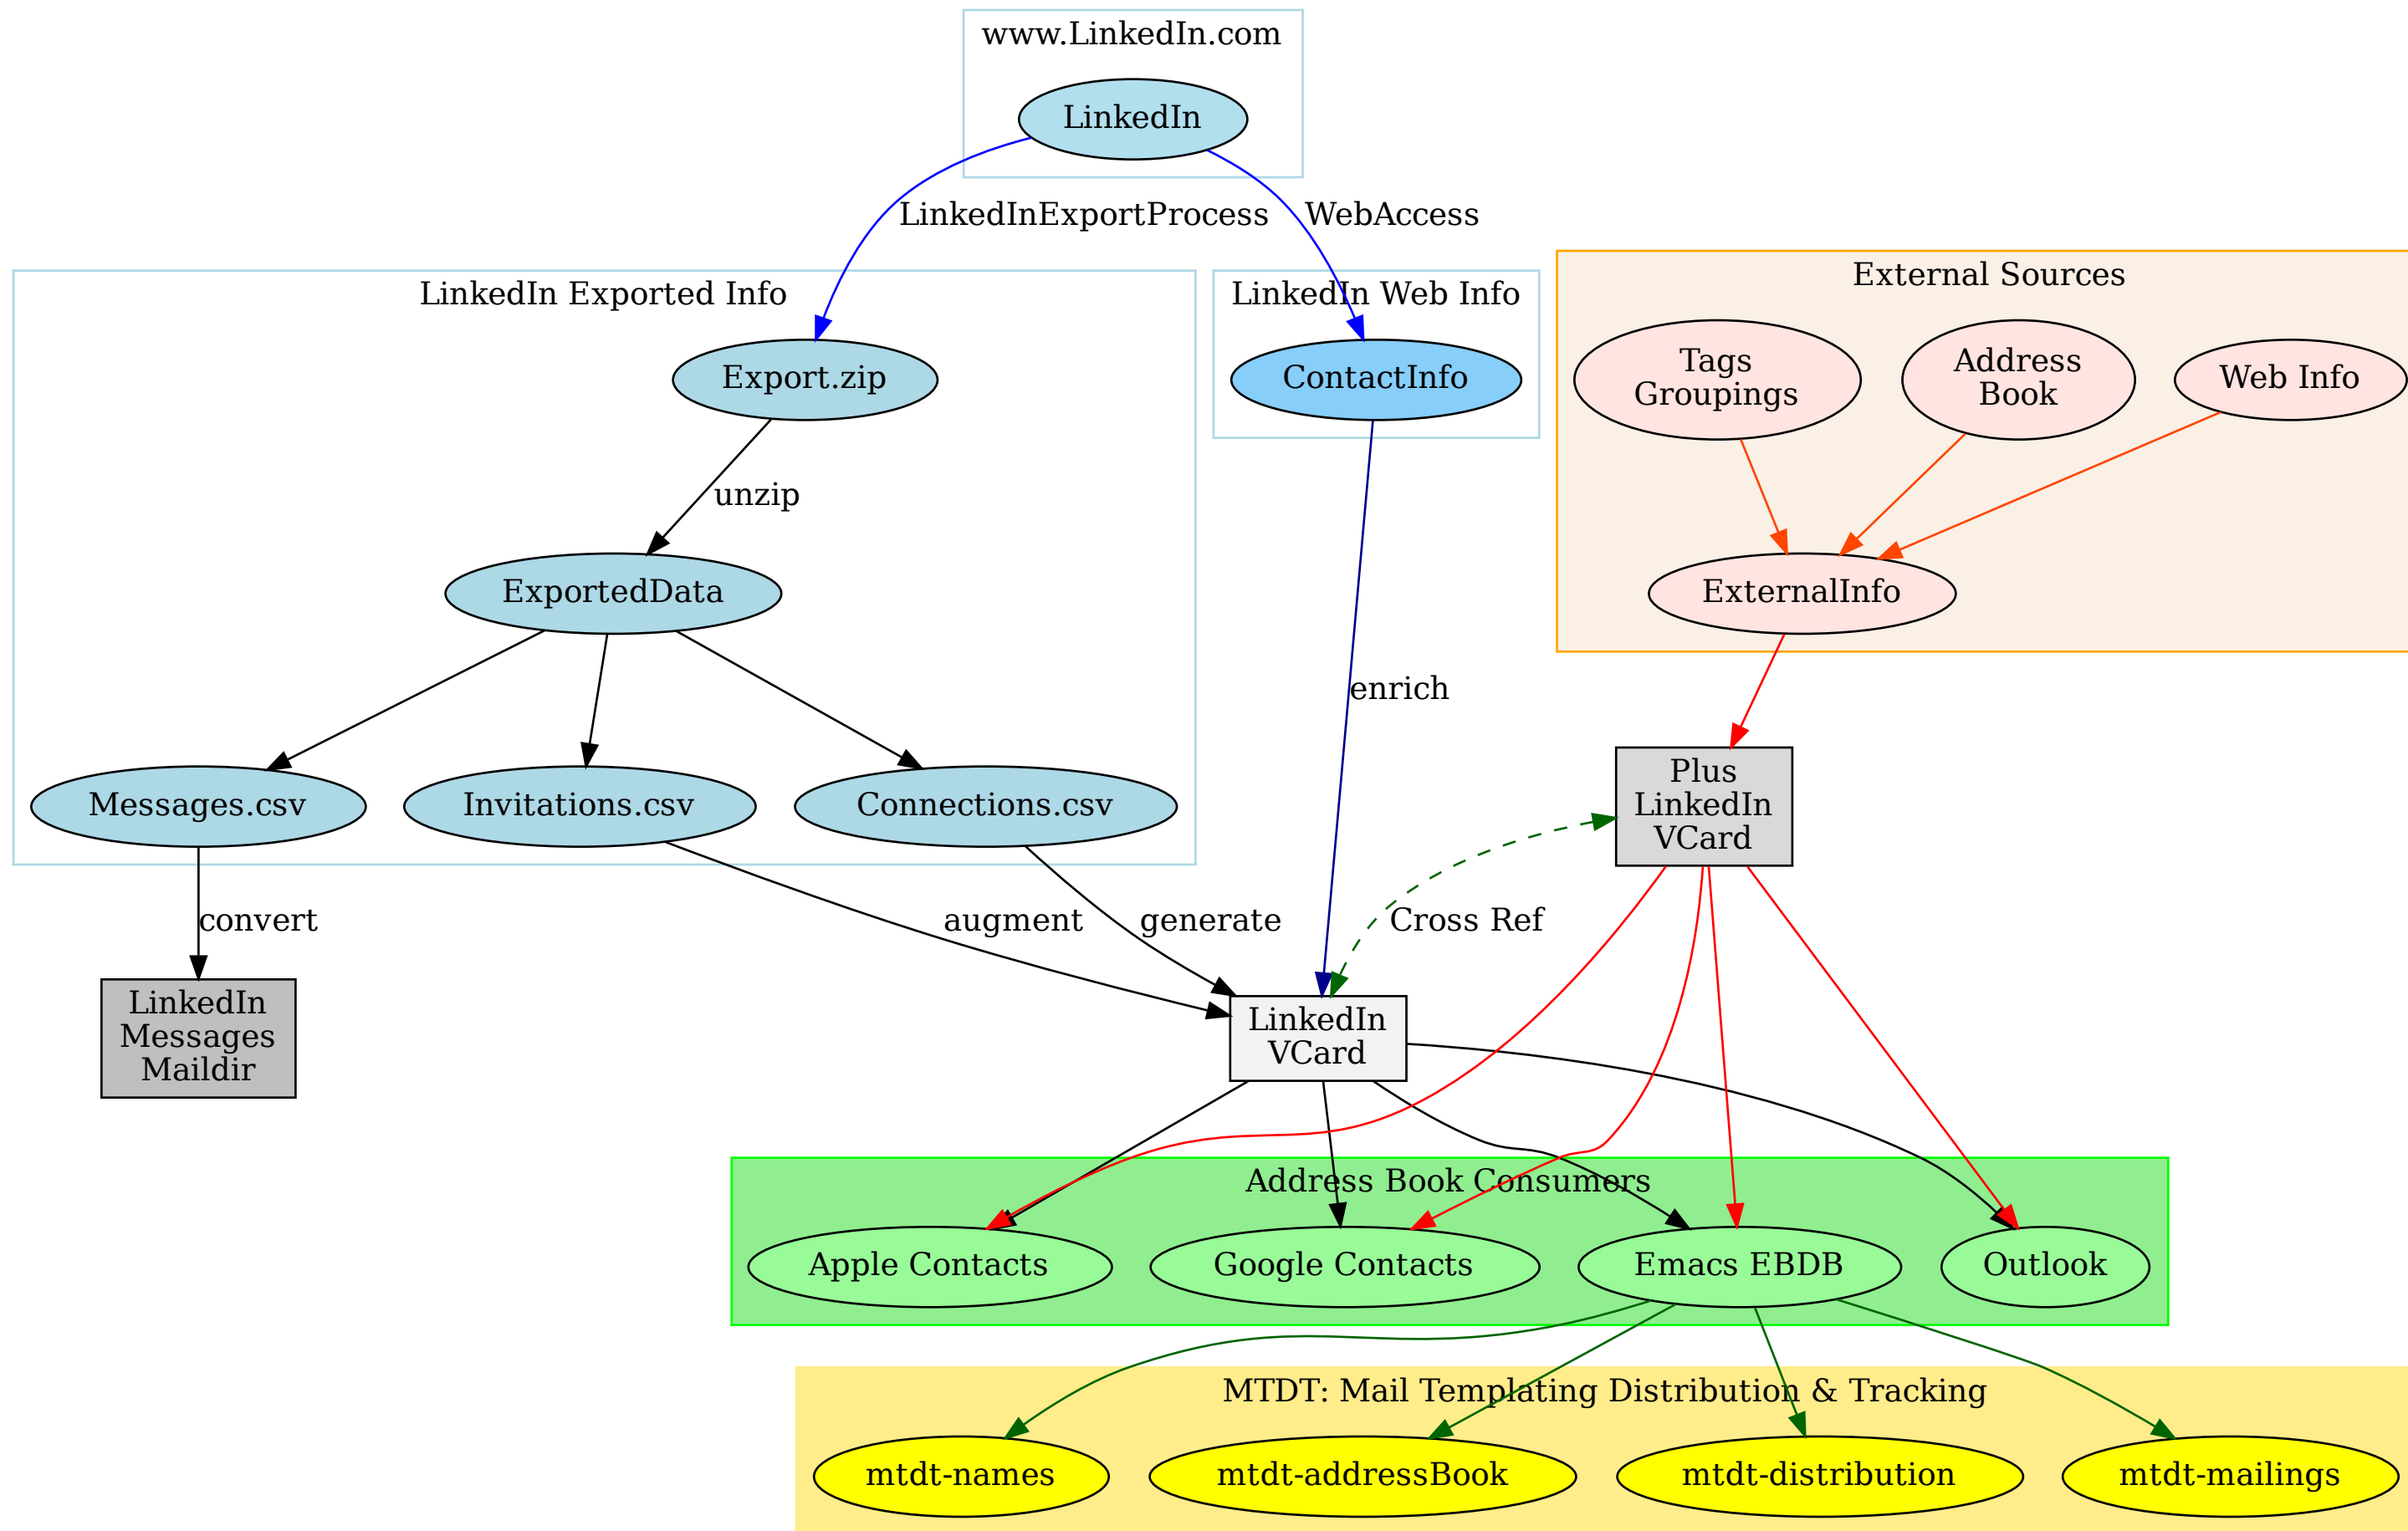 www.LinkedIn.com
LinkedIn
LinkedInExportProcess
WebAccess
LinkedIn Exported Info
LinkedIn Web Info
External Sources
Export.zip
ContactInfo
Tags
Groupings
Address
Book
Web Info
unzip
ExportedData
ExternalInfo
enrich
Messages.csv
Invitations.csv
Connections.csv
Plus
LinkedIn
VCard
convert
augment
generate
Cross Ref
LinkedIn
Messages
Maildir
LinkedIn
VCard
Address Book Consumers
Apple Contacts
Google Contacts
Emacs EBDB
Outlook
MTDT: Mail Templating Distribution & Tracking
mtdt-names
mtdt-addressBook
mtdt-distribution
mtdt-mailings